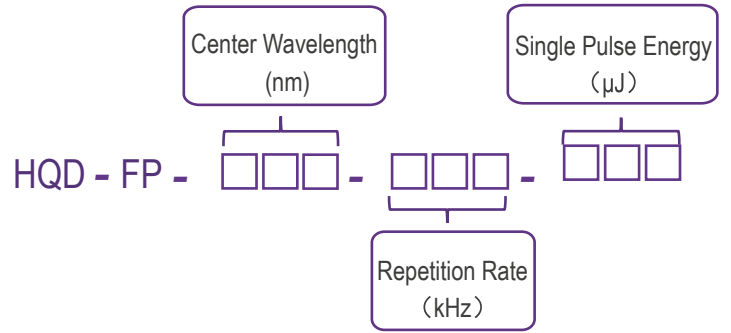 Center Wavelength
(nm)
Single Pulse Energy
（μJ）
HQD - FP - □□□ - □□□ - □□□
Repetition Rate
（kHz）